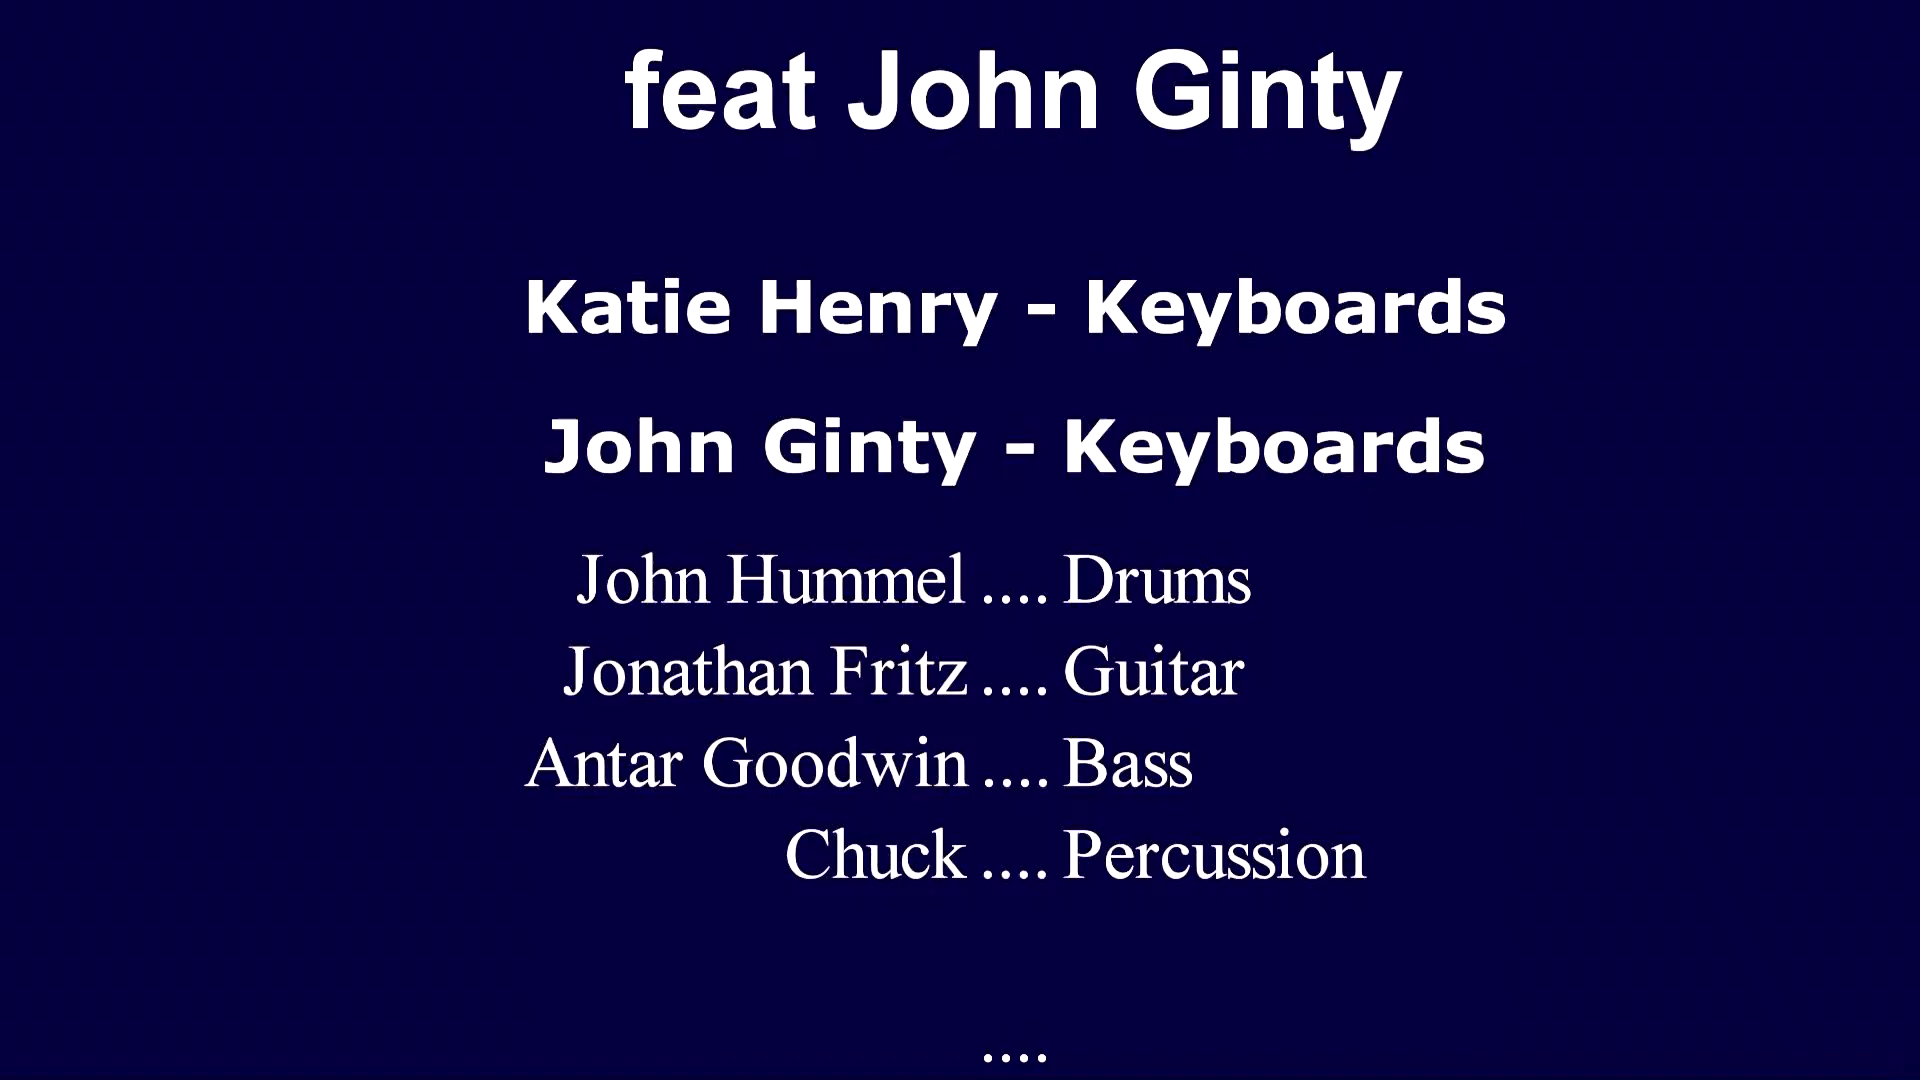 feat John Ginty
Katie Henry - Keyboards
John Ginty - Keyboards
John Hummel .... Drums
Jonathan Fritz .... Guitar
Antar Goodwin .... Bass
Chuck .... Percussion
....